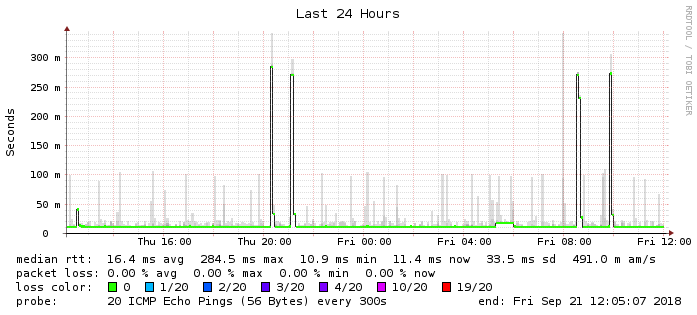 Last 24 Hours
RRDTOOL / TOBI OETIKER
Seconds
300 m
250 m
200 m
150 m
100 m
50 m
0
Thu 16:00 Thu 20:00 Fri 00:00 Fri 04:00 Fri 08:00 Fri 12:00
median rtt: 16.4 ms avg 284.5 ms max 10.9 ms min 11.4 ms now 33.5 ms sd 491.0 m am/s
packet loss: 0.00 % avg 0.00 % max 0.00 % min 0.00 % now
loss color: 0 1/20 2/20 3/20 4/20 10/20 19/20
probe: 20 ICMP Echo Pings (56 Bytes) every 300s end: Fri Sep 21 12:05:07 2018